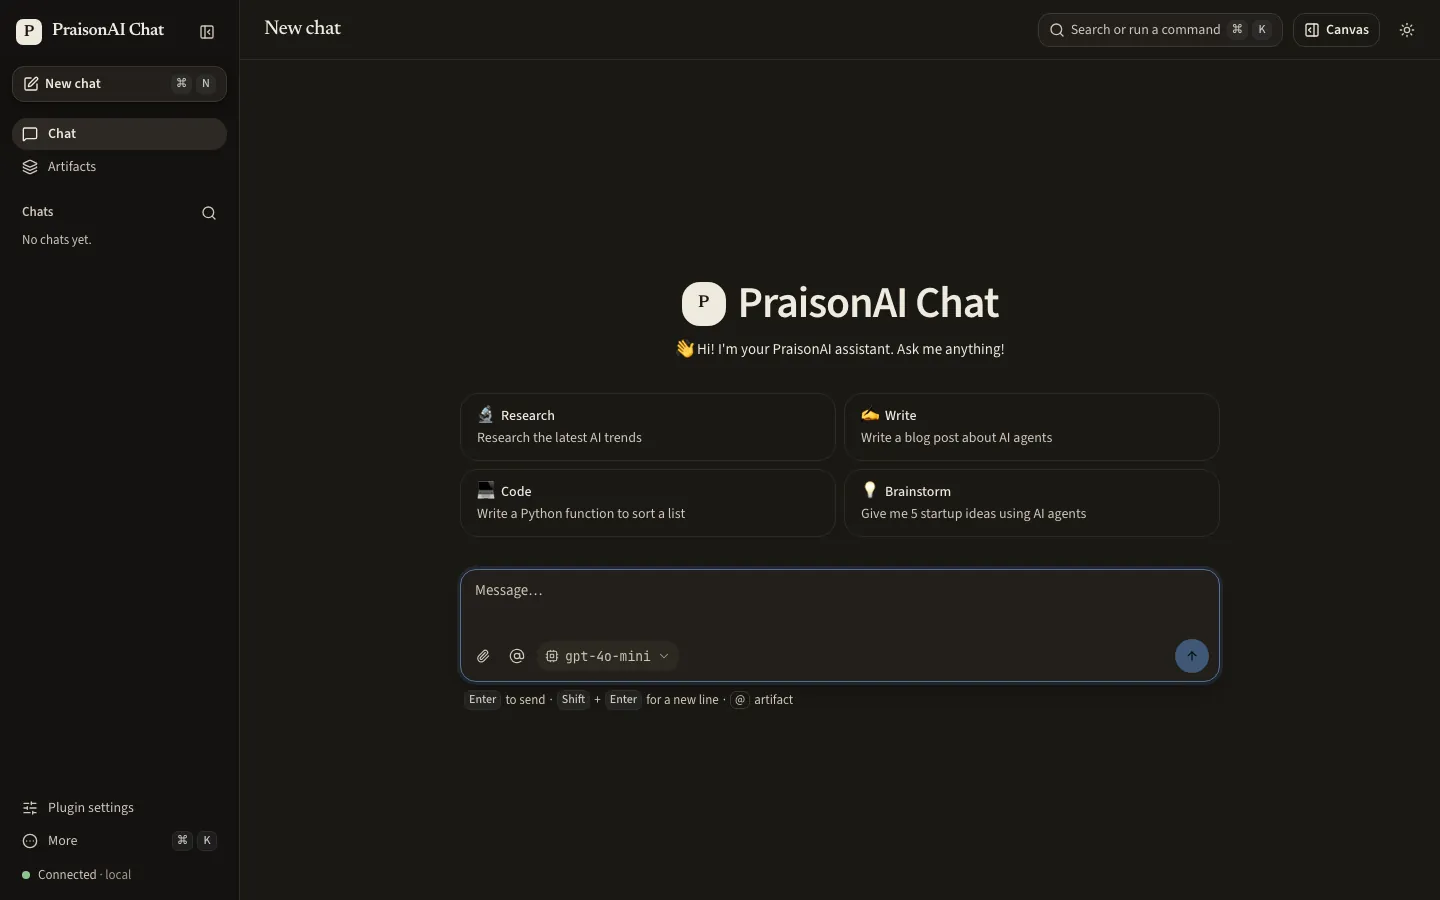 P PraisonAI Chat
New chat ⌘ N
Chat
Artifacts
Chats
No chats yet.
Plugin settings
More ⌘ K
Connected · local
New chat
Search or run a command ⌘ K
Canvas
P PraisonAI Chat
👋 Hi! I'm your PraisonAI assistant. Ask me anything!
🔬 Research
Research the latest AI trends
✍️ Write
Write a blog post about AI agents
💻 Code
Write a Python function to sort a list
💡 Brainstorm
Give me 5 startup ideas using AI agents
Message…
@ gpt-4o-mini
Enter to send · Shift + Enter for a new line · @ artifact